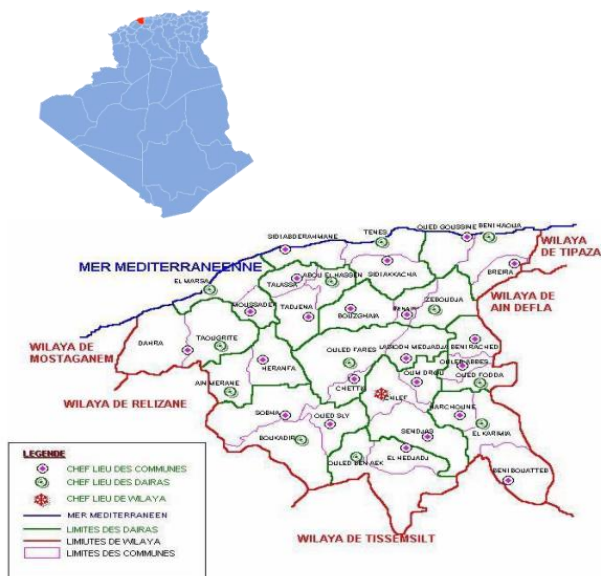 OUED GOUSSINE
BENI HAOUA
TENES
SIDI ABDERAHMANE
WILAYA
DE TIPAZA
MER MEDITERRANEENNE
ABOU EL HASSEN
SIDI AKKACHA
BREIRA
TALASSA
EL MARSA
ZEBOUDJA
WILAYA DE
AIN DEFLA
MOUSSADEK
TADJENA
BOUZGHAIA
WILAYA DE
MOSTAGANEM
DAHRA
TAOUGRITE
BENI RACHED
OULED FARES
LABIODH MEDJADJA
HERANFA
OULED ABBES
OUED FODDA
OUM DROU
AIN MERANE
CHETTIA
CHLEF
WILAYA DE RELIZANE
HARCHOUNE
SOBHA
OUED SLY
SENDJAS
EL KARIMIA
BOUKADIR
EL HEDJADJ
BENI BOUATTEB
LEGENDE
CHEF LIEU DES COMMUNES
CHEF LIEU DES DAIRAS
CHEF LIEU DE WILAYA
MER MEDITERRANEEN
LIMITES DES DAIRAS
LIMIUTES DE WILAYA
LIMITES DES COMMUNES
WILAYA DE TISSEMSILT